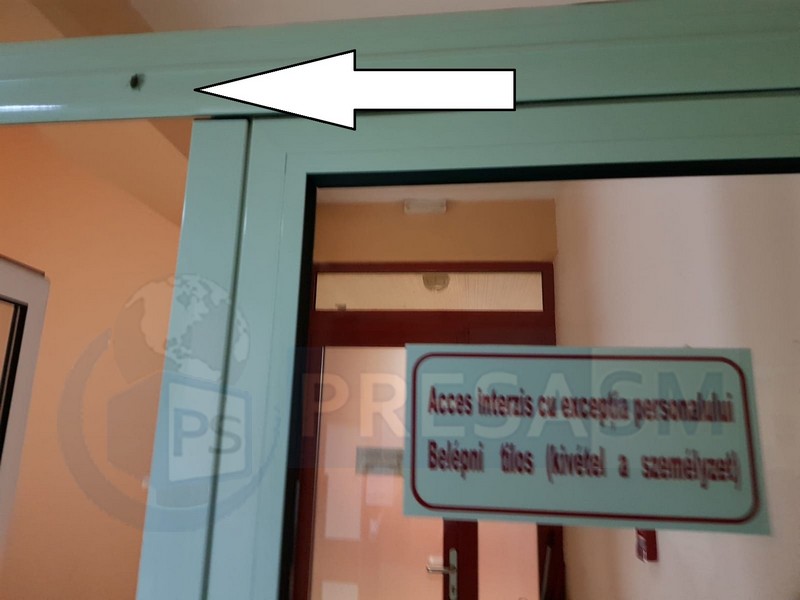 PRESASM
PS
Acces interzis cu excepția personalului
Belépni tilos (kivétel a személyzet)